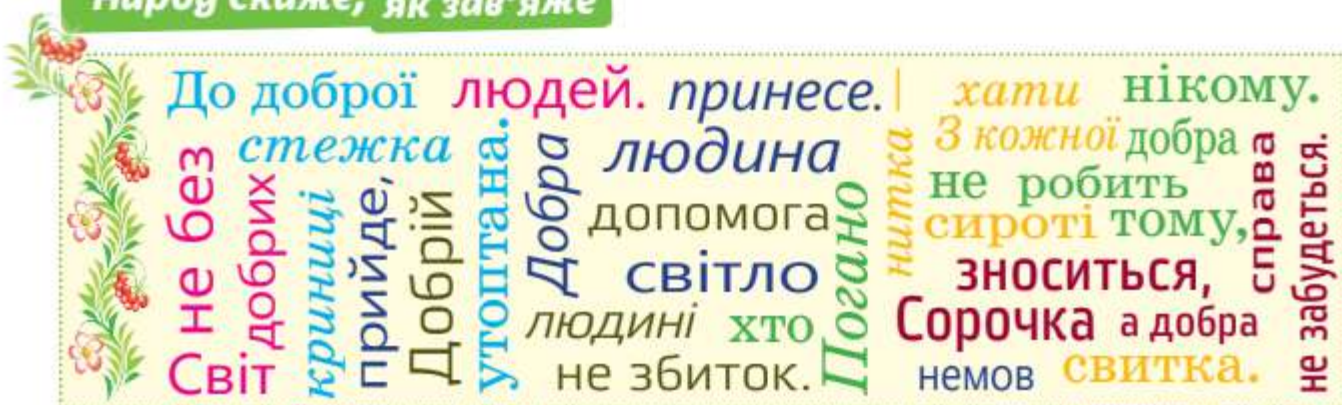 Народ скаже, як зав'яже
До доброї людей. принесе. | хати нікому.
стежка людина З кожної добра
не без добрих криниці прийде, Добрій утоптана. Добра
допомога Погано нитка не робить справа
Світ світло сироті тому, не забудеться.
людині хто зноситься,
не збиток. Сорочка а добра
немов свитка.